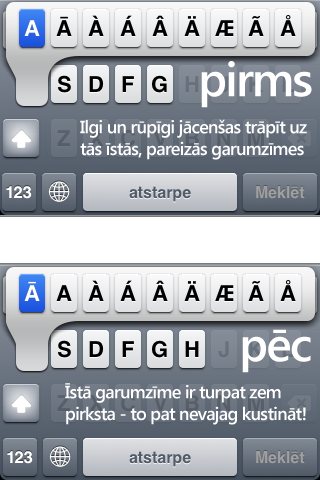 A Ā À Á Â Ä Æ Ã Å
S D F G H
pirms
Z N M
Ilgi un rūpīgi jācenšas trāpīt uz
tās īstās, pareizās garumzīmes
123 atstarpe Meklēt
Ā A À Á Â Ä Æ Ã Å
S D F G H J
pēc
Īstā garumzīme ir turpat zem
pirksta - to pat nevajag kustināt!
123 atstarpe Meklēt